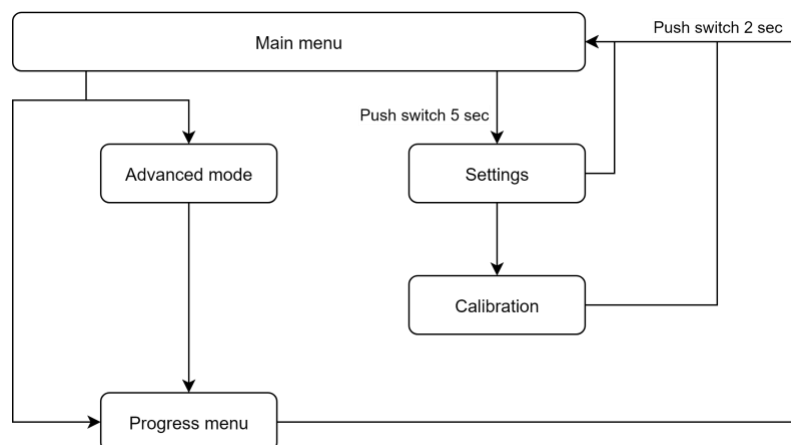 Push switch 2 sec
Main menu
Push switch 5 sec
Advanced mode
Settings
Calibration
Progress menu